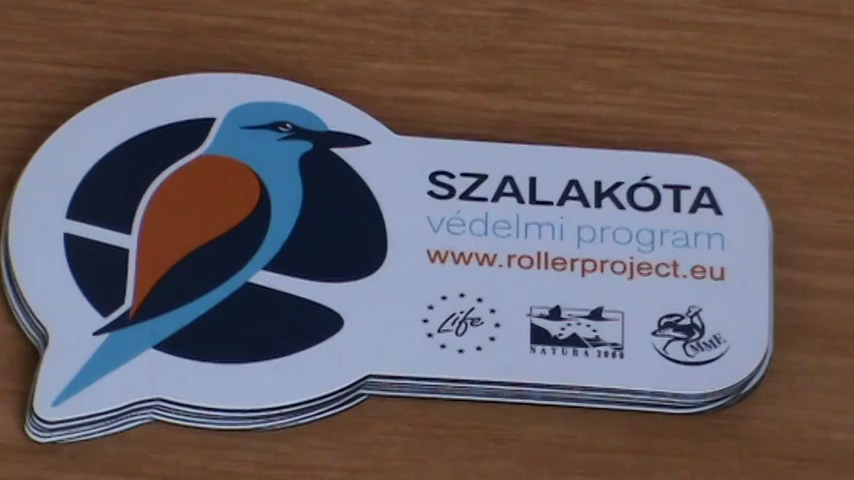 SZALAKÓTA
védelmi program
www.rollerproject.eu
Life
NATURA 2000
MME